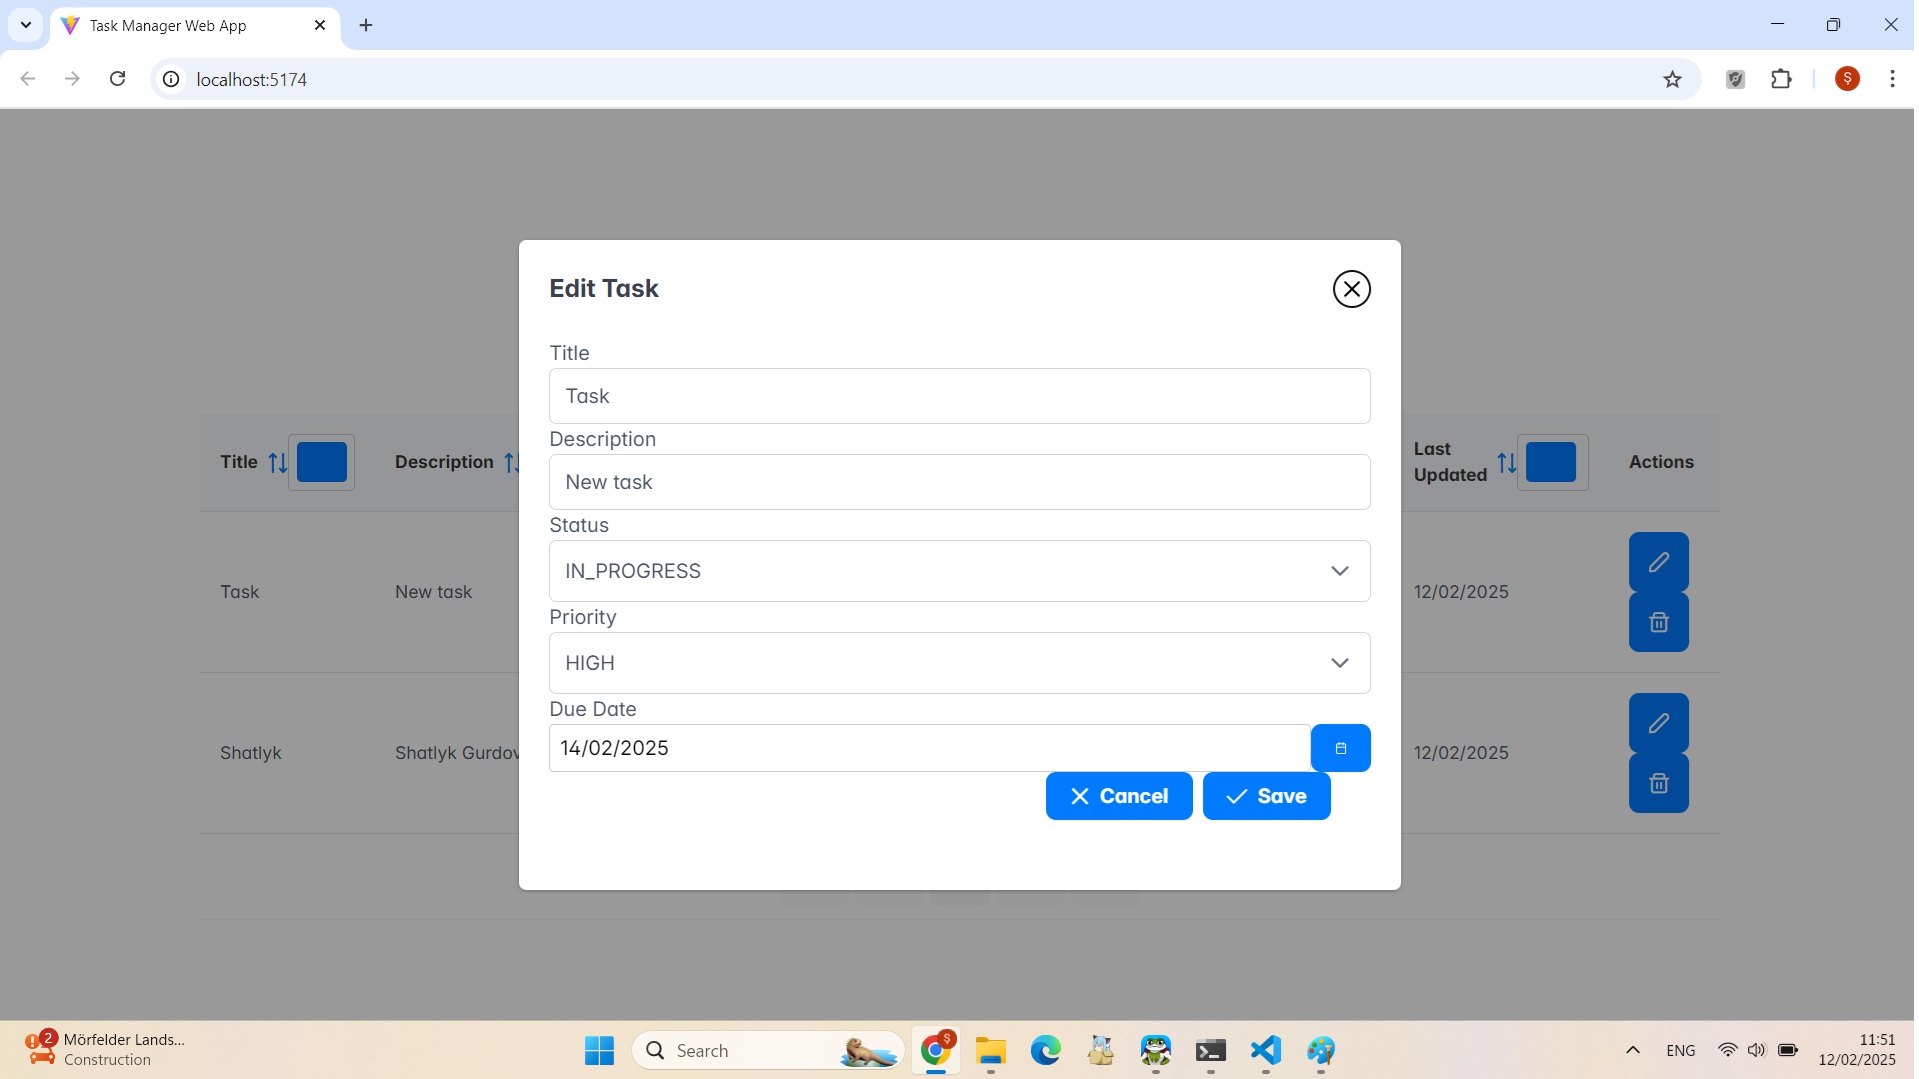 Task Manager Web App
localhost:5174
$
Edit Task
Title
Task
Description
New task
Status
IN_PROGRESS
Priority
HIGH
Due Date
14/02/2025
Cancel Save
Title Description Last Updated Actions
Task New task 12/02/2025
Shatlyk Shatlyk Gurdov 12/02/2025
2 Mörfelder Lands...
Construction
Search
$
ENG
11:51
12/02/2025